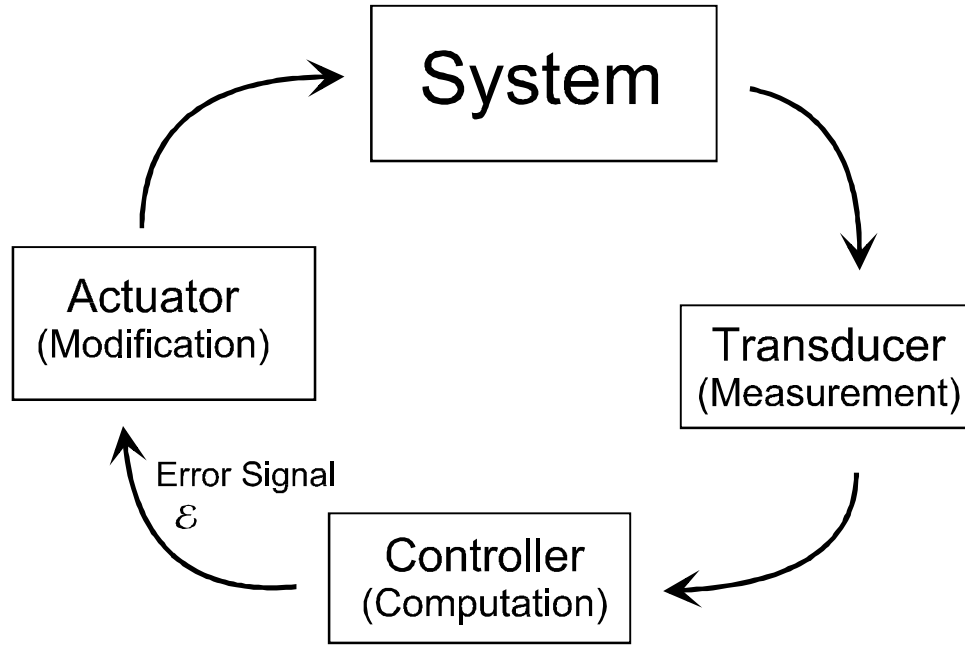 System
Actuator
(Modification)
Transducer
(Measurement)
Error Signal
ε
Controller
(Computation)